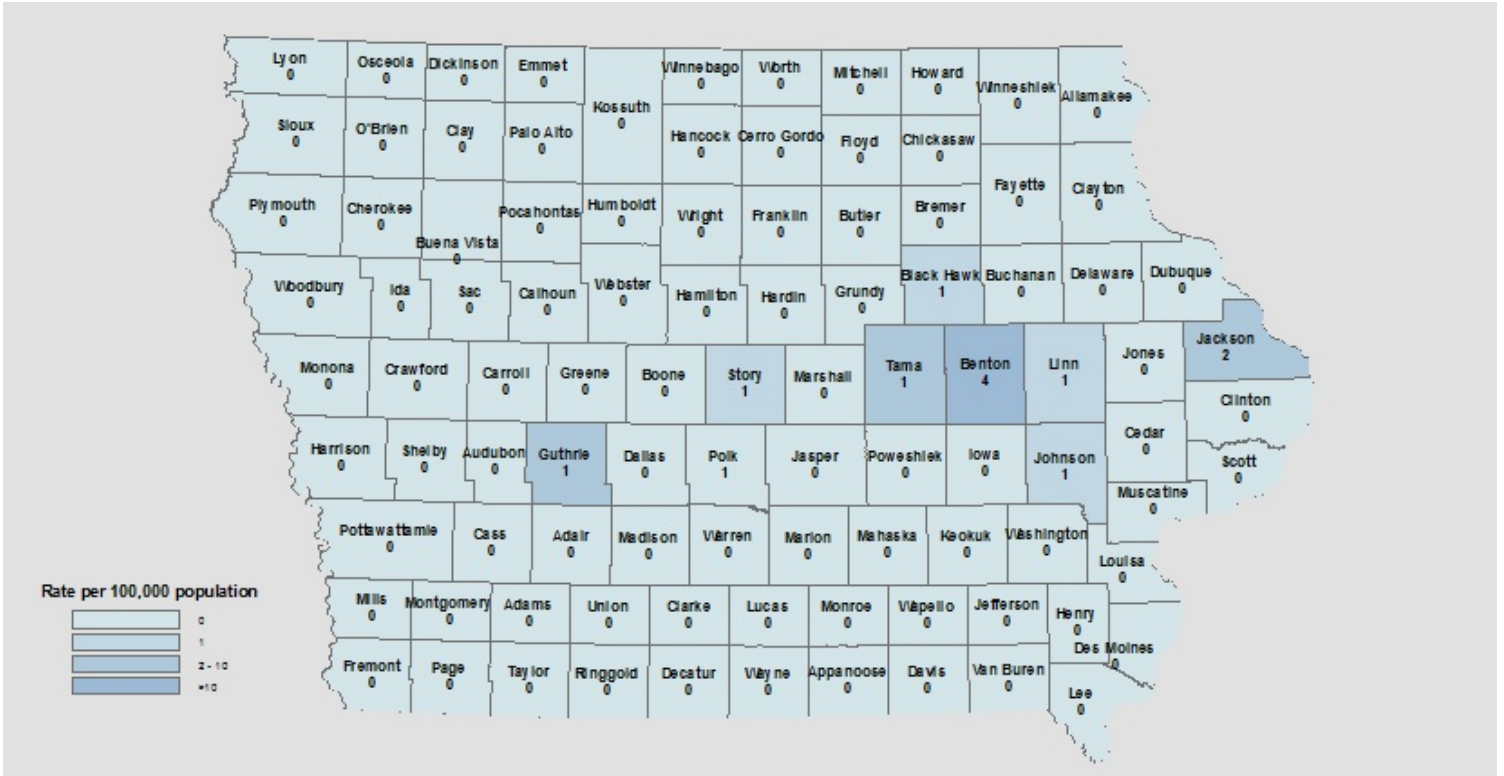 Lyon
0
Osceola
0
Dickinson
0
Emmet
0
Kossuth
0
Winnebago
0
Worth
0
Mitchell
0
Howard
0
Winneshiek
0
Allamakee
0
Sioux
0
O'Brien
0
Clay
0
Palo Alto
0
Hancock
0
Cerro Gordo
0
Floyd
0
Chickasaw
0
Fayette
0
Clayton
0
Plymouth
0
Cherokee
0
Buena Vista
0
Pocahontas
0
Humboldt
0
Wright
0
Franklin
0
Butler
0
Bremer
0
Woodbury
0
Ida
0
Sac
0
Calhoun
0
Webster
0
Hamilton
0
Hardin
0
Grundy
0
Black Hawk
1
Buchanan
0
Delaware
0
Dubuque
0
Monona
0
Crawford
0
Carroll
0
Greene
0
Boone
0
Story
1
Marshall
0
Tama
1
Benton
4
Linn
1
Jones
0
Jackson
2
Clinton
0
Harrison
0
Shelby
0
Audubon
0
Guthrie
1
Dallas
0
Polk
1
Jasper
0
Poweshiek
0
Iowa
0
Johnson
1
Cedar
0
Scott
0
Muscatine
0
Pottawattamie
0
Cass
0
Adair
0
Madison
0
Warren
0
Marion
0
Mahaska
0
Keokuk
0
Washington
0
Louisa
0
Mills
0
Montgomery
0
Adams
0
Union
0
Clarke
0
Lucas
0
Monroe
0
Wapello
0
Jefferson
0
Henry
0
Des Moines
0
Fremont
0
Page
0
Taylor
0
Ringgold
0
Decatur
0
Wayne
0
Appanoose
0
Davis
0
Van Buren
0
Lee
0
Rate per 100,000 population
0
1
2 - 10
>10